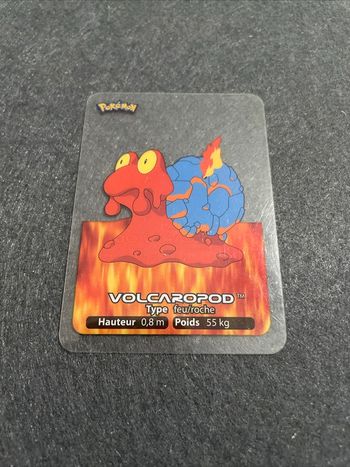 POKÉMON
VOLCAROPOD™
Type feu/roche
Hauteur 0,8 m Poids 55 kg